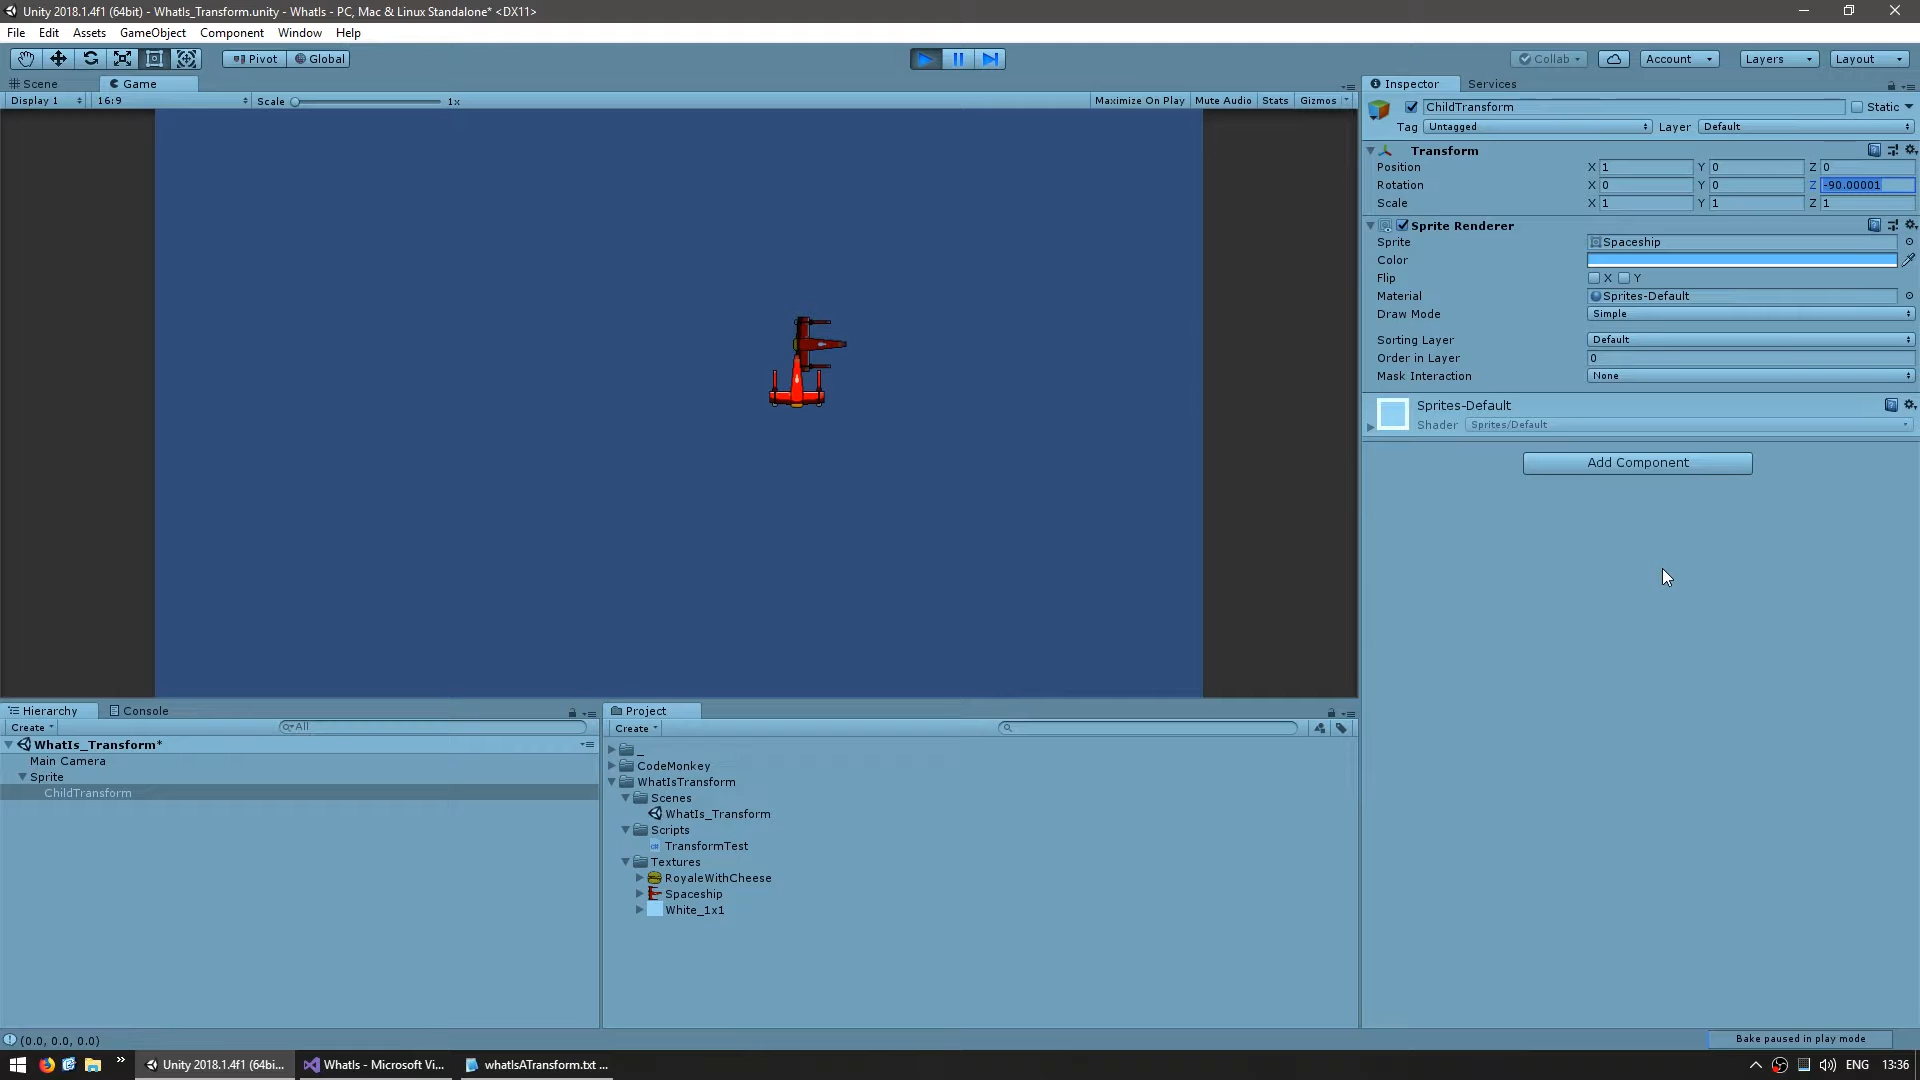 Unity 2018.1.4f1 (64bit) - WhatIs_Transform.unity - WhatIs - PC, Mac & Linux Standalone* <DX11>
File Edit Assets GameObject Component Window Help
Pivot Global Collab Account Layers Layout
Scene Game
Display 1 16:9 Scale 1x Maximize On Play Mute Audio Stats Gizmos
Inspector Services
ChildTransform Static
Tag Untagged Layer Default
Transform
Position X 1 Y 0 Z 0
Rotation X 0 Y 0 Z -90.00001
Scale X 1 Y 1 Z 1
Sprite Renderer
Sprite Spaceship
Color
Flip X Y
Material Sprites-Default
Draw Mode Simple
Sorting Layer Default
Order in Layer 0
Mask Interaction None
Sprites-Default
Shader Sprites/Default
Add Component
Hierarchy Console
Create All
WhatIs_Transform*
Main Camera
Sprite
ChildTransform
Project
Create
_
CodeMonkey
WhatIsTransform
Scenes
WhatIs_Transform
Scripts
TransformTest
Textures
RoyaleWithCheese
Spaceship
White_1x1
(0.0, 0.0, 0.0)
Bake paused in play mode
Unity 2018.1.4f1 (64bi... WhatIs - Microsoft Vi... whatIsATransform.txt ... ENG 13:36